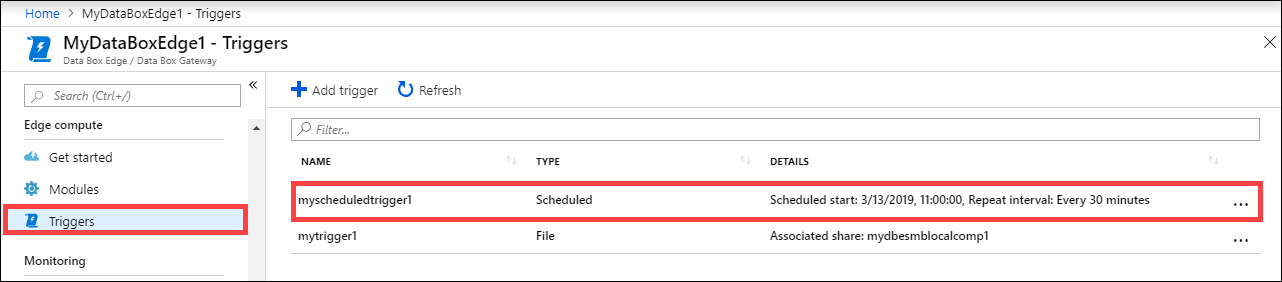 Home > MyDataBoxEdge1 - Triggers
MyDataBoxEdge1 - Triggers
Data Box Edge / Data Box Gateway
Search (Ctrl+/)
Edge compute
Get started
Modules
Triggers
Monitoring
Add trigger Refresh
Filter...
NAME TYPE DETAILS
myscheduledtrigger1 Scheduled Scheduled start: 3/13/2019, 11:00:00, Repeat interval: Every 30 minutes ...
mytrigger1 File Associated share: mydbesmblocalcomp1 ...